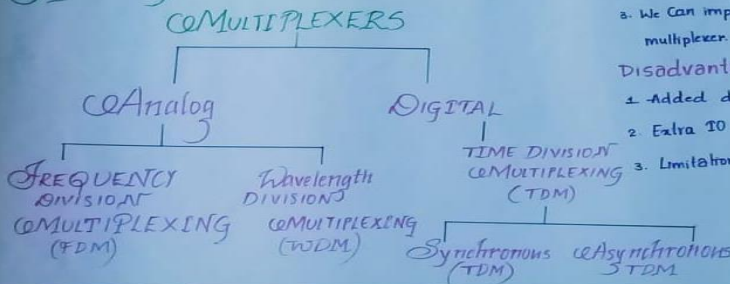 MULTIPLEXERS
Analog
DIGITAL
FREQUENCY
DIVISION
MULTIPLEXING
(FDM)
Wavelength
DIVISION
MULTIPLEXING
(WDM)
TIME DIVISION
MULTIPLEXING
(TDM)
Synchronous
(TDM)
Asynchronous
TDM
3. We Can imp
multiplexer.
Disadvant
1 Added d
2. Extra IO
3. Limitation